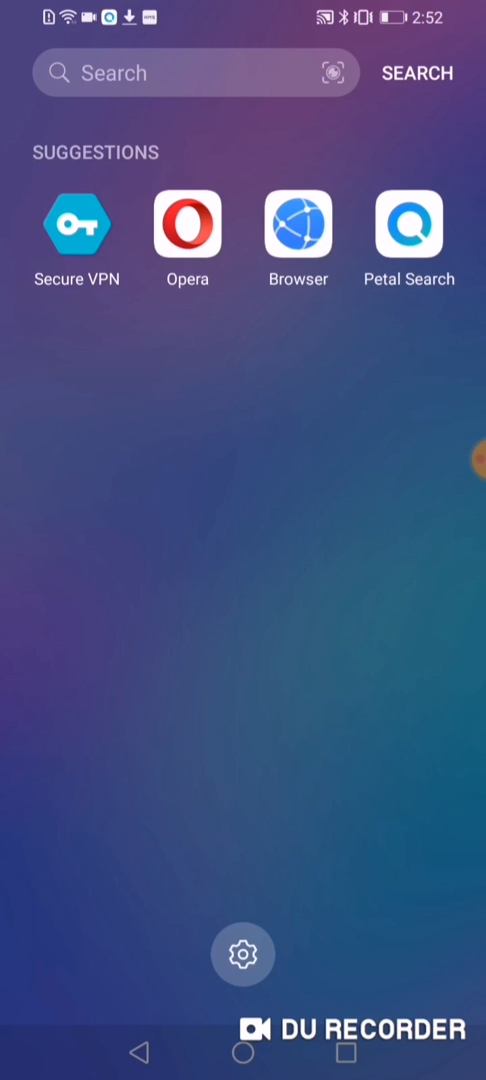 2:52
Search
SEARCH
SUGGESTIONS
Secure VPN
Opera
Browser
Petal Search
DU RECORDER